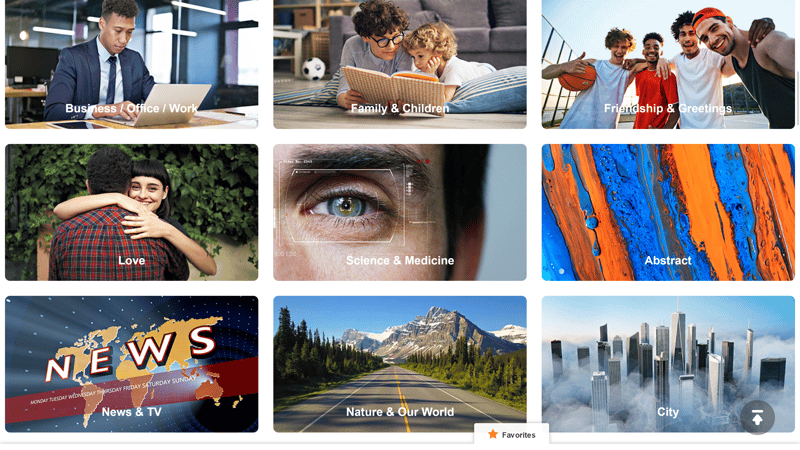 Business / Office / Work
Family & Children
Friendship & Greetings
Love
Science & Medicine
Abstract
NEWS
MONDAY TUESDAY WEDNESDAY THURSDAY FRIDAY SATURDAY SUNDAY
News & TV
Nature & Our World
City
Favorites